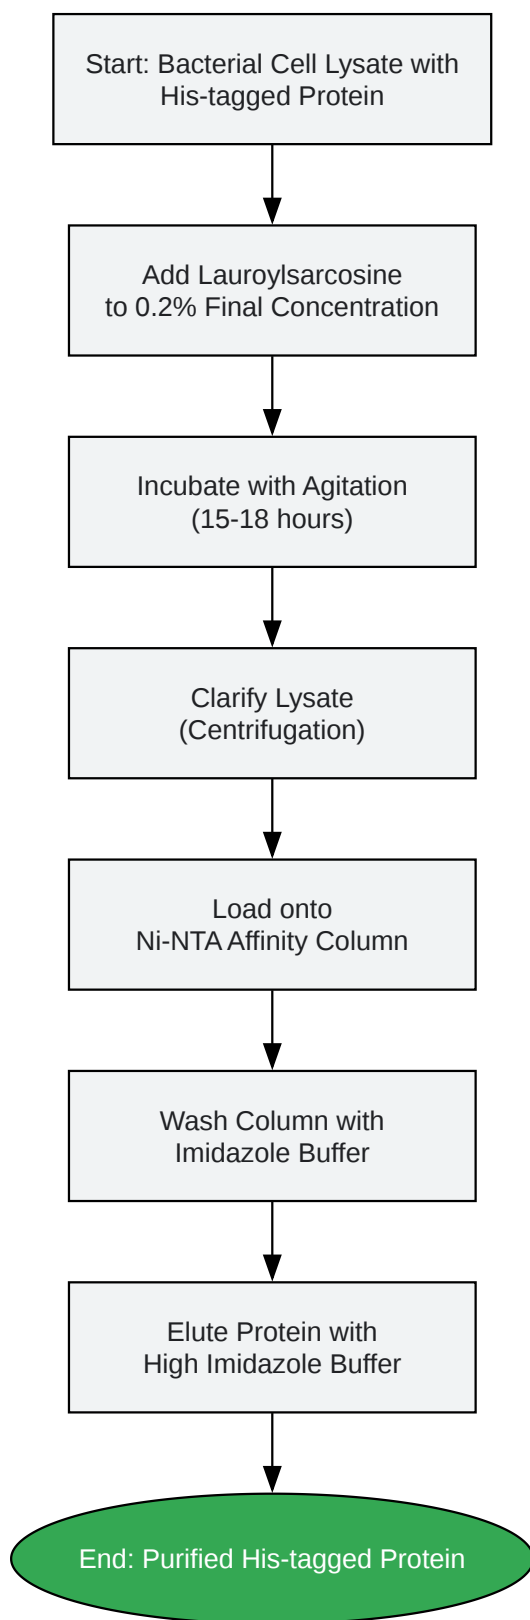 Start: Bacterial Cell Lysate with
His-tagged Protein
Add Lauroylsarcosine
to 0.2% Final Concentration
Incubate with Agitation
(15-18 hours)
Clarify Lysate
(Centrifugation)
Load onto
Ni-NTA Affinity Column
Wash Column with
Imidazole Buffer
Elute Protein with
High Imidazole Buffer
End: Purified His-tagged Protein